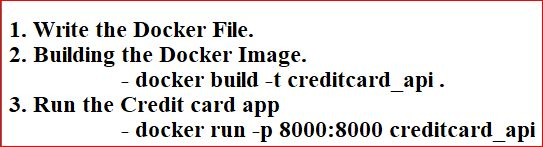 1. Write the Docker File.
2. Building the Docker Image.
- docker build -t creditcard_api .
3. Run the Credit card app
- docker run -p 8000:8000 creditcard_api